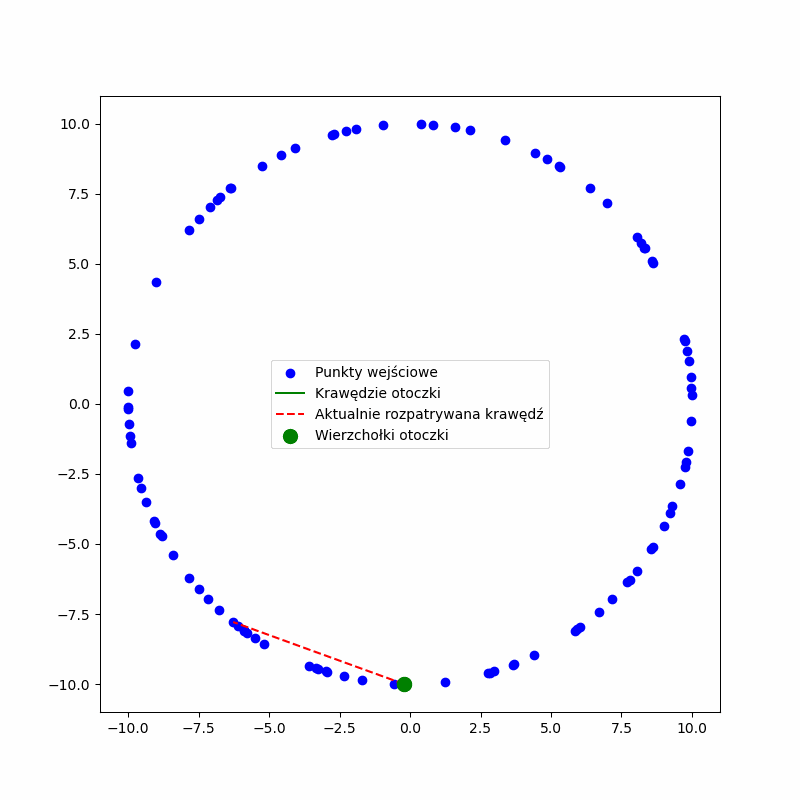 10.0
7.5
5.0
2.5
0.0
−2.5
−5.0
−7.5
−10.0
Punkty wejściowe
Krawędzie otoczki
Aktualnie rozpatrywana krawędź
Wierzchołki otoczki
−10.0 −7.5 −5.0 −2.5 0.0 2.5 5.0 7.5 10.0